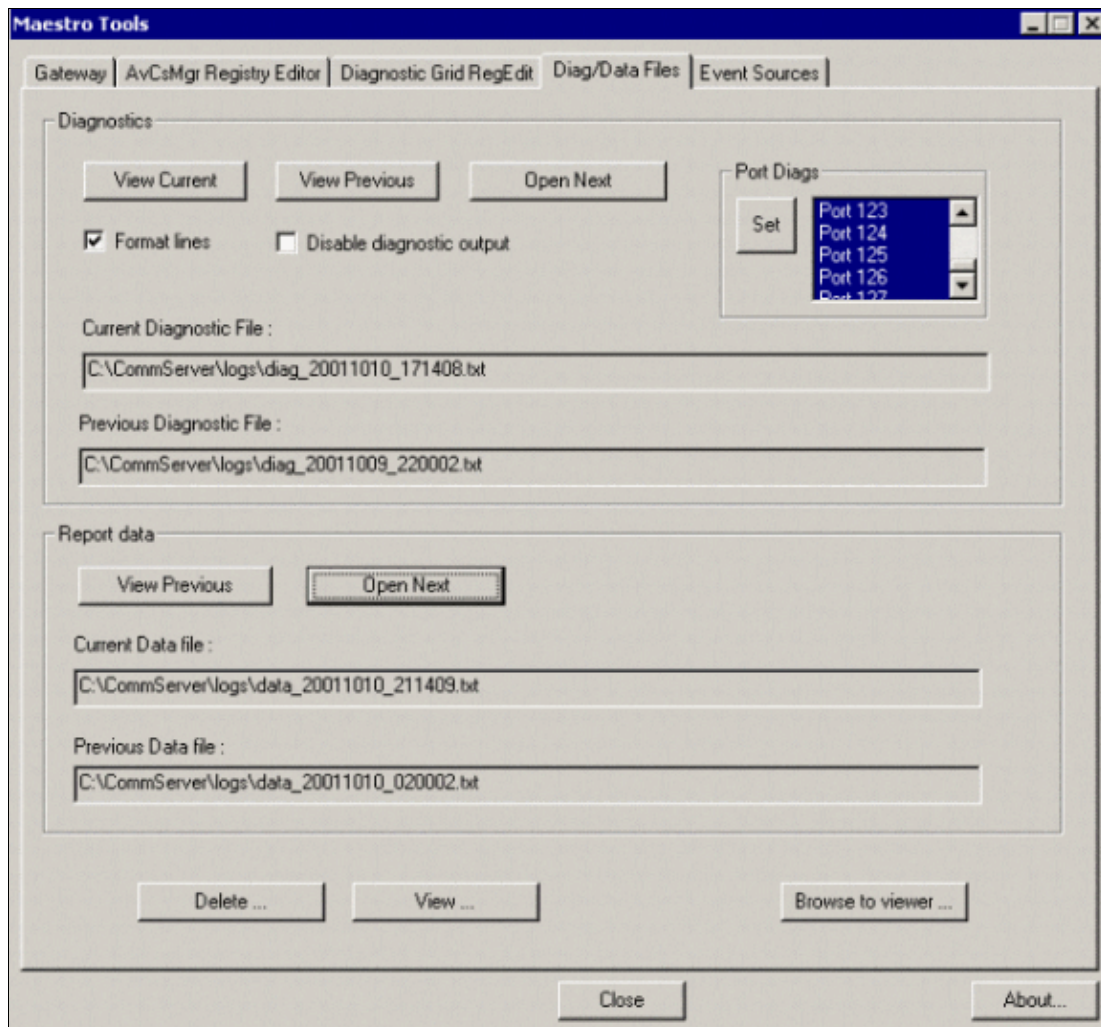 Maestro Tools
Gateway AvCsMgr Registry Editor Diagnostic Grid RegEdit Diag/Data Files Event Sources
Diagnostics
View Current View Previous Open Next
Port Diags
Set
Port 123
Port 124
Port 125
Port 126
Port 127
Format lines Disable diagnostic output
Current Diagnostic File :
C:\CommServer\logs\diag_20011010_171408.txt
Previous Diagnostic File :
C:\CommServer\logs\diag_20011009_220002.txt
Report data
View Previous Open Next
Current Data file :
C:\CommServer\logs\data_20011010_211409.txt
Previous Data file :
C:\CommServer\logs\data_20011010_020002.txt
Delete ... View ... Browse to viewer ...
Close About...